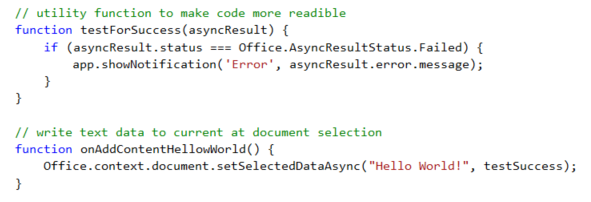 // utility function to make code more readible
function testForSuccess(asyncResult) {
    if (asyncResult.status === Office.AsyncResultStatus.Failed) {
        app.showNotification('Error', asyncResult.error.message);
    }
}

// write text data to current at document selection
function onAddContentHellowWorld() {
    Office.context.document.setSelectedDataAsync("Hello World!", testSuccess);
}